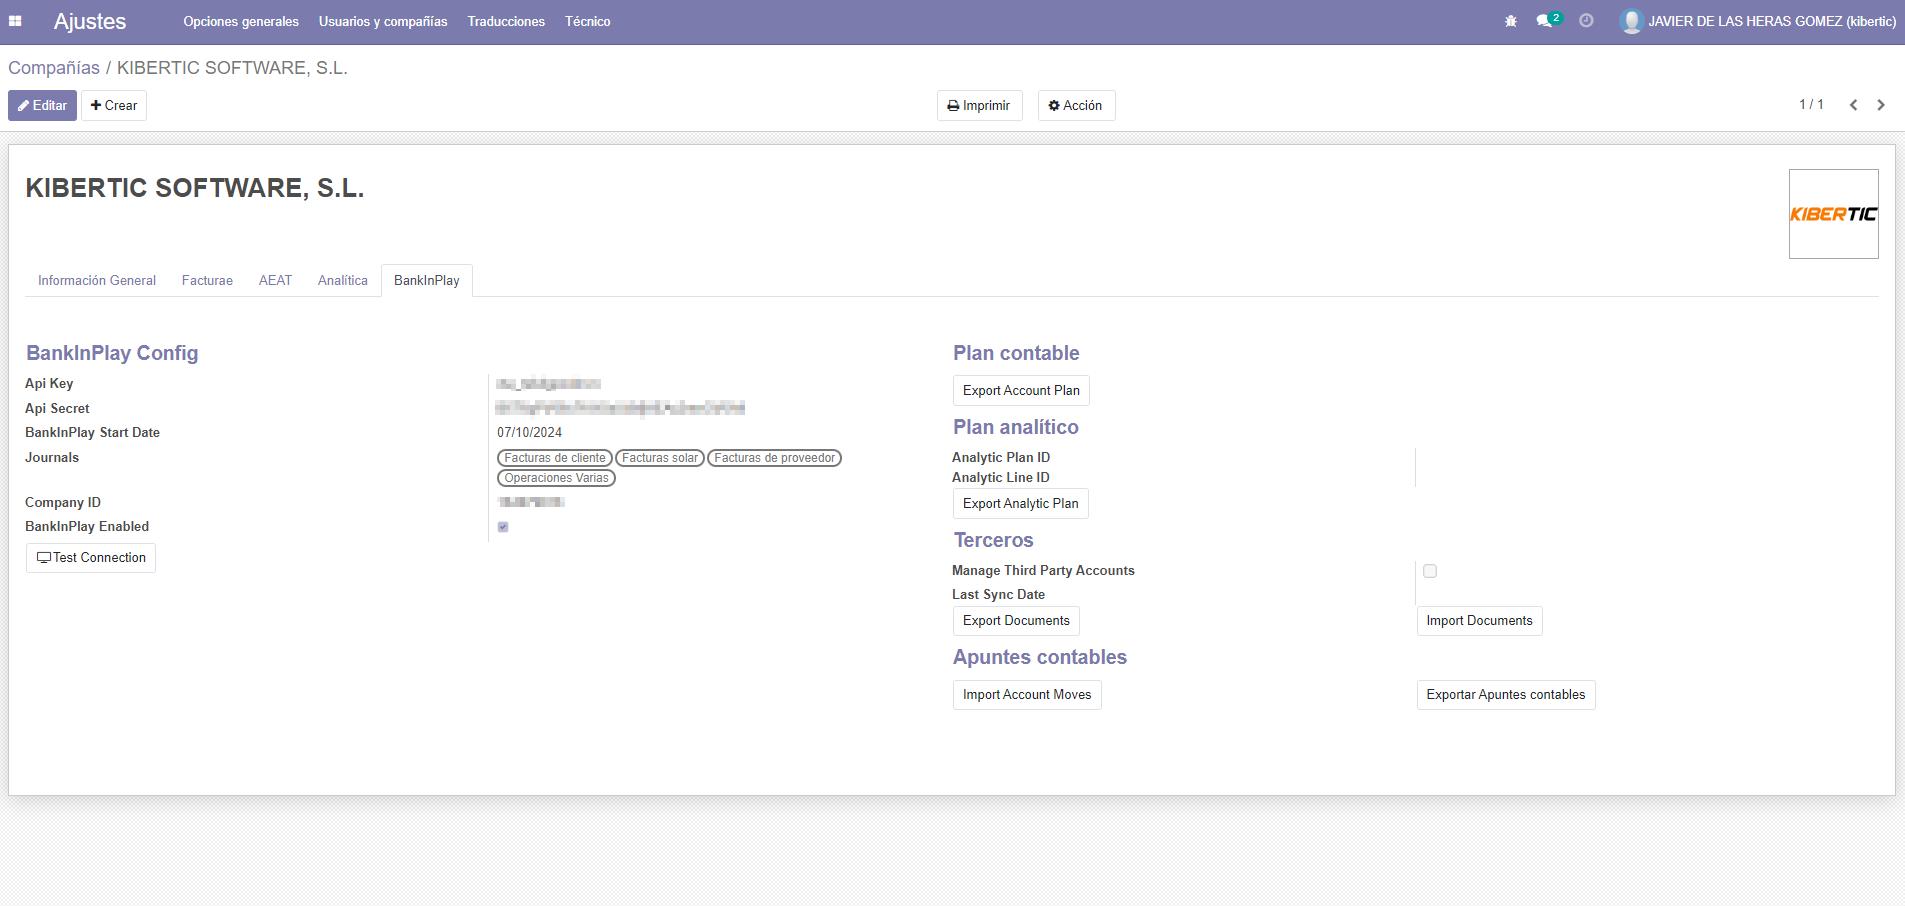 Ajustes Opciones generales Usuarios y compañías Traducciones Técnico 2 JAVIER DE LAS HERAS GOMEZ (kibertic)
Compañías / KIBERTIC SOFTWARE, S.L.
Editar Crear Imprimir Acción 1 / 1
KIBERTIC SOFTWARE, S.L.
KIBERTIC
Información General Facturae AEAT Analítica BankInPlay
BankInPlay Config
Api Key
Api Secret
BankInPlay Start Date 07/10/2024
Journals Facturas de cliente Facturas solar Facturas de proveedor
Operaciones Varias
Company ID
BankInPlay Enabled
Test Connection
Plan contable
Export Account Plan
Plan analítico
Analytic Plan ID
Analytic Line ID
Export Analytic Plan
Terceros
Manage Third Party Accounts
Last Sync Date
Export Documents Import Documents
Apuntes contables
Import Account Moves Exportar Apuntes contables